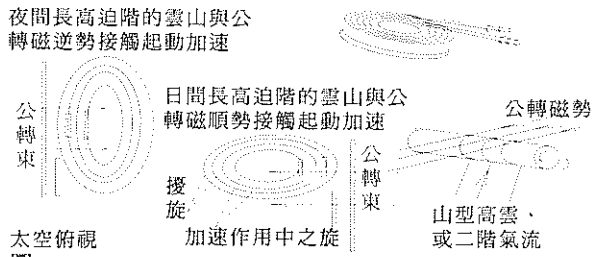 夜間長高迫階的雲山與公
轉磁逆勢接觸起動加速
公轉東
日間長高迫階的雲山與公
轉磁順勢接觸起動加速
公轉磁勢
擾旋
公轉東
太空俯視
加速作用中之旋
山型高雲、
或二階氣流